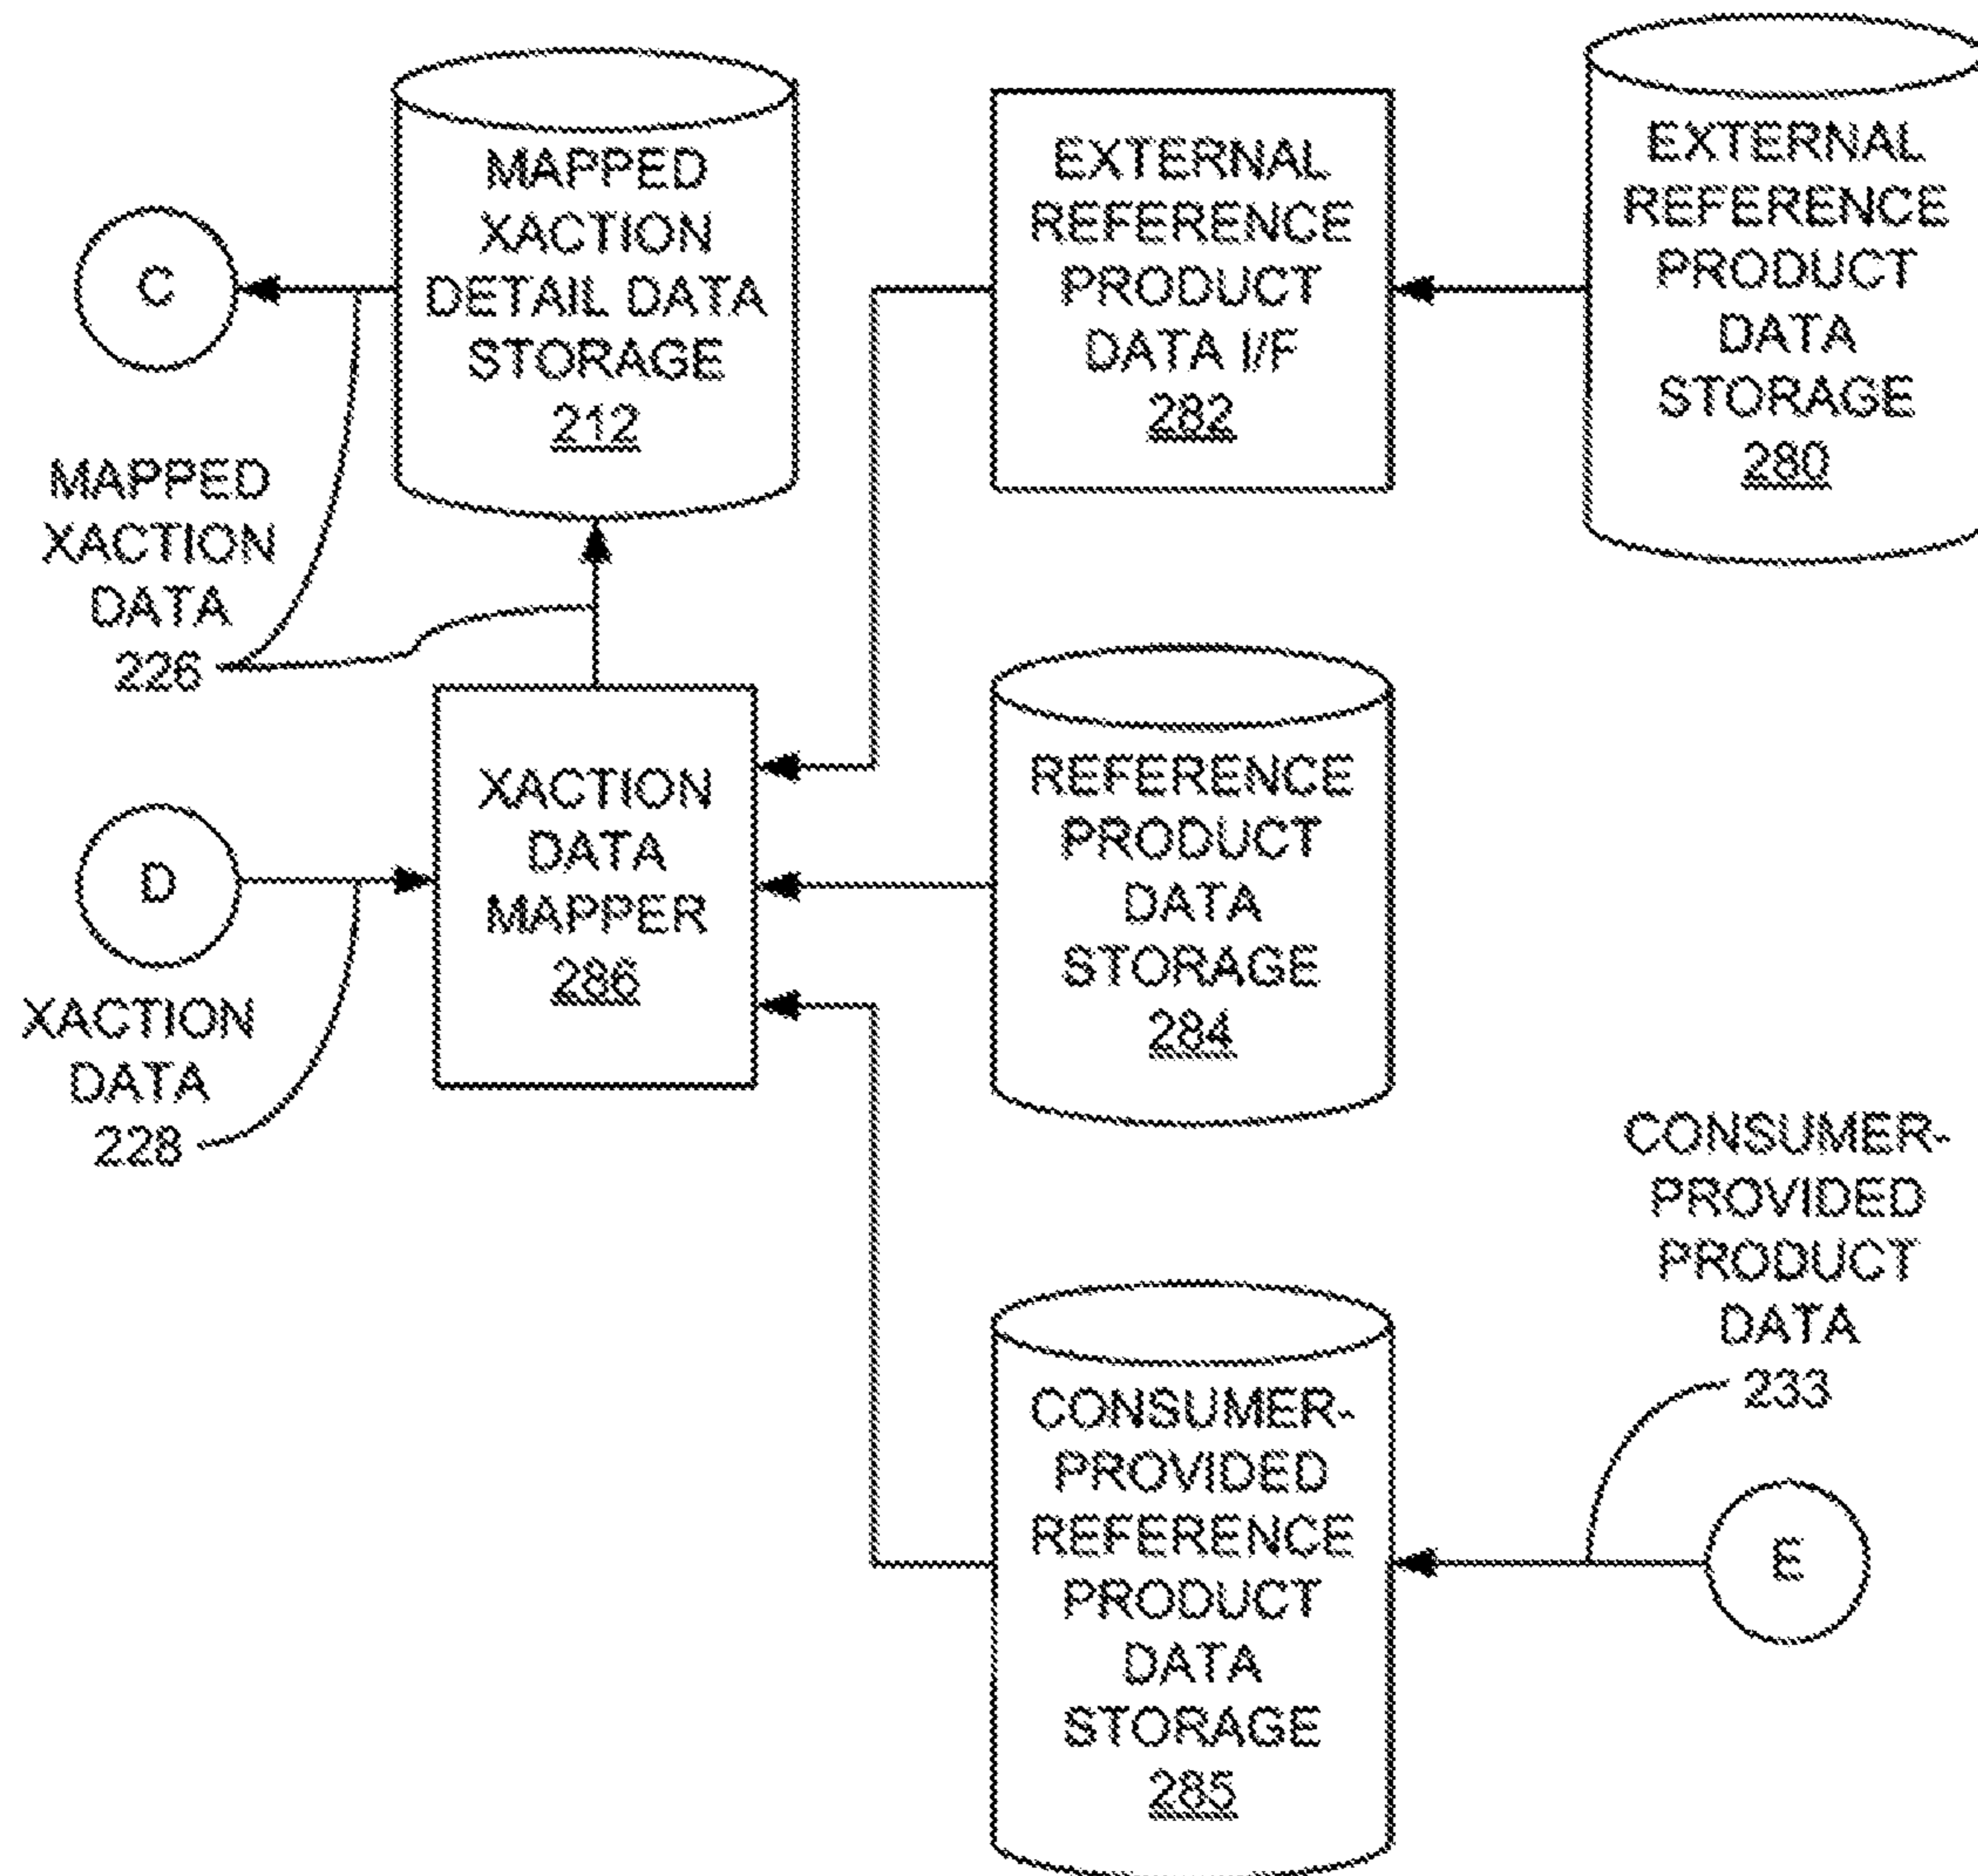 MAPPED
XACTION
DETAIL DATA
STORAGE
212
EXTERNAL
REFERENCE
PRODUCT
DATA I/F
282
EXTERNAL
REFERENCE
PRODUCT
DATA
STORAGE
280
C
MAPPED
XACTION
DATA
226
XACTION
DATA
MAPPER
286
REFERENCE
PRODUCT
DATA
STORAGE
284
D
XACTION
DATA
228
CONSUMER-
PROVIDED
PRODUCT
DATA
233
CONSUMER-
PROVIDED
REFERENCE
PRODUCT
DATA
STORAGE
285
E